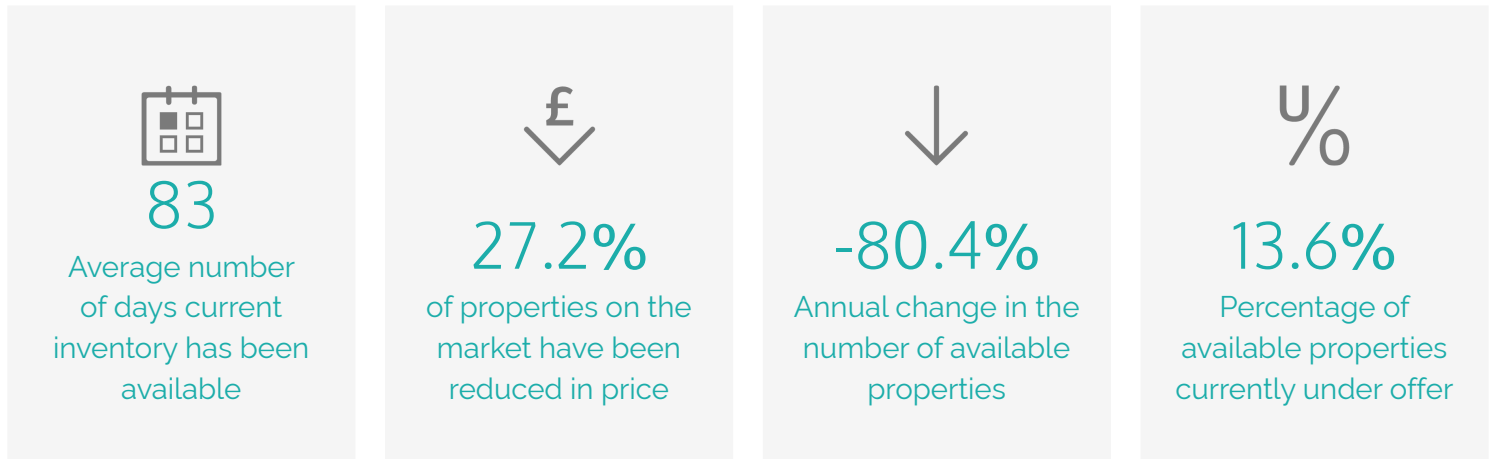 83
Average number
of days current
inventory has been
available
£
27.2%
of properties on the
market have been
reduced in price
-80.4%
Annual change in the
number of available
properties
U%
13.6%
Percentage of
available properties
currently under offer